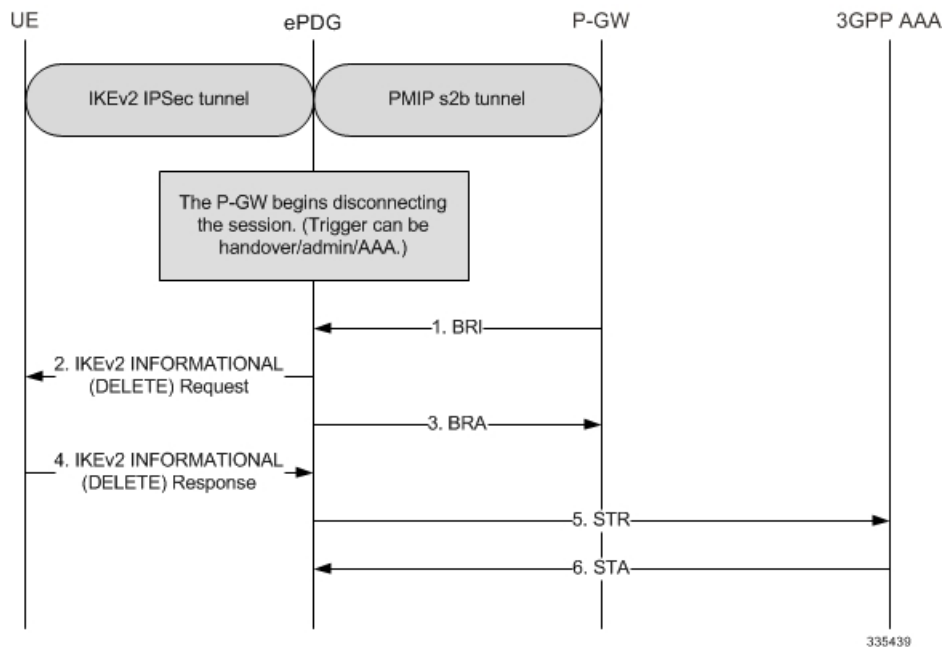 UE ePDG P-GW 3GPP AAA
IKEv2 IPSec tunnel PMIP s2b tunnel
The P-GW begins disconnecting
the session. (Trigger can be
handover/admin/AAA.)
1. BRI
2. IKEv2 INFORMATIONAL
(DELETE) Request
3. BRA
4. IKEv2 INFORMATIONAL
(DELETE) Response
5. STR
6. STA
335439